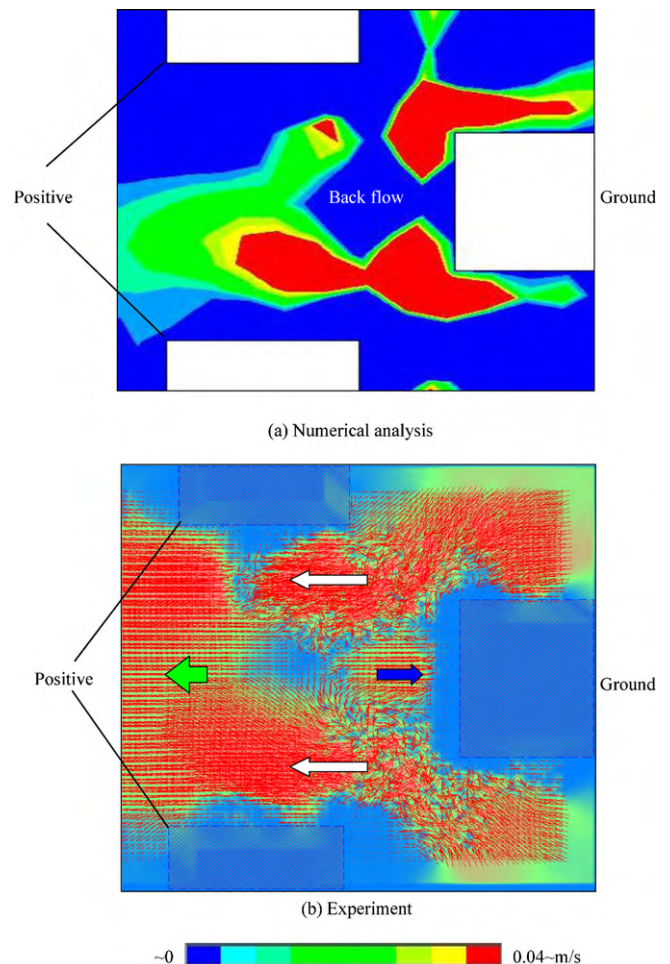 Positive
Back flow
Ground
(a) Numerical analysis
Positive
Ground
(b) Experiment
~0
0.04~m/s